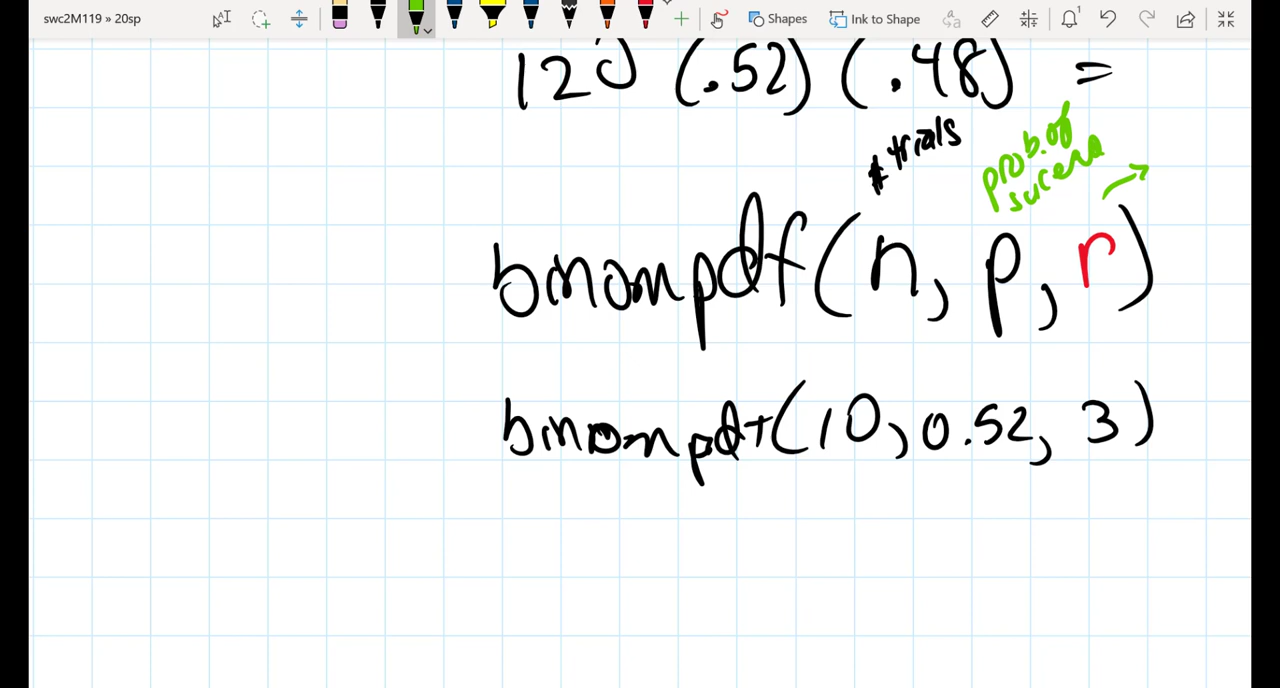 swc2M119 » 20sp
Shapes
Ink to Shape
120 (.52) (.48) =
# trials
prob. of
success
binompdf(n, p, r)
binompdf(10, 0.52, 3)